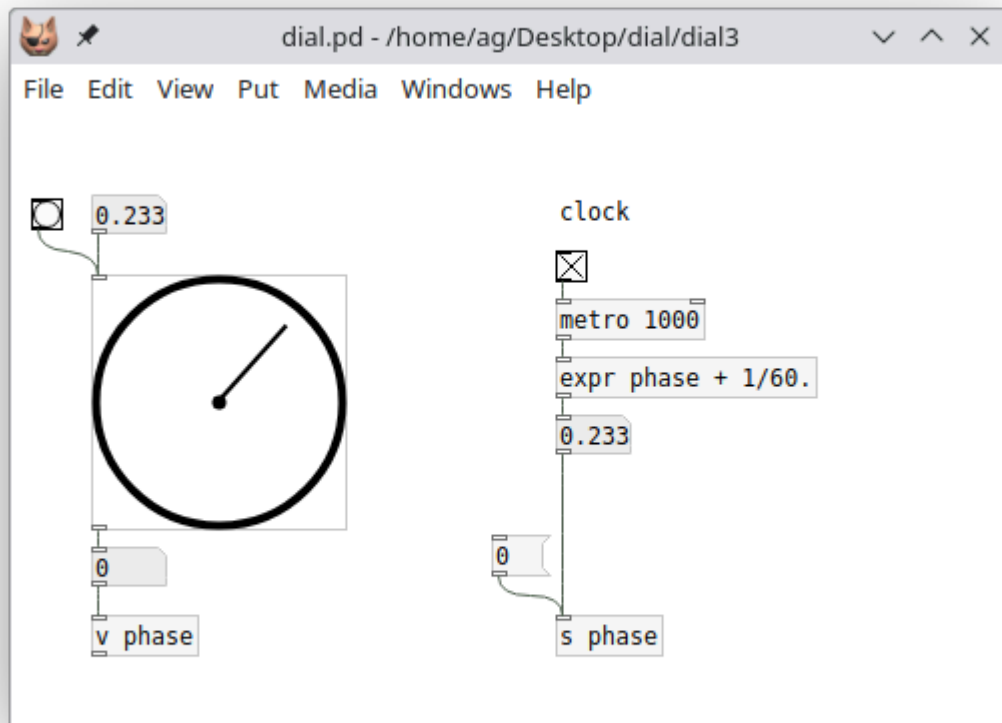 dial.pd - /home/ag/Desktop/dial/dial3
File Edit View Put Media Windows Help
0.233
clock
metro 1000
expr phase + 1/60.
0.233
0
0
v phase
s phase